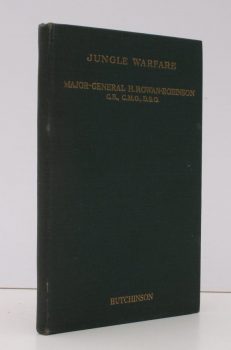 JUNGLE WARFARE
MAJOR-GENERAL H. ROWAN-ROBINSON
C.B., C.M.G., D.S.O.
HUTCHINSON